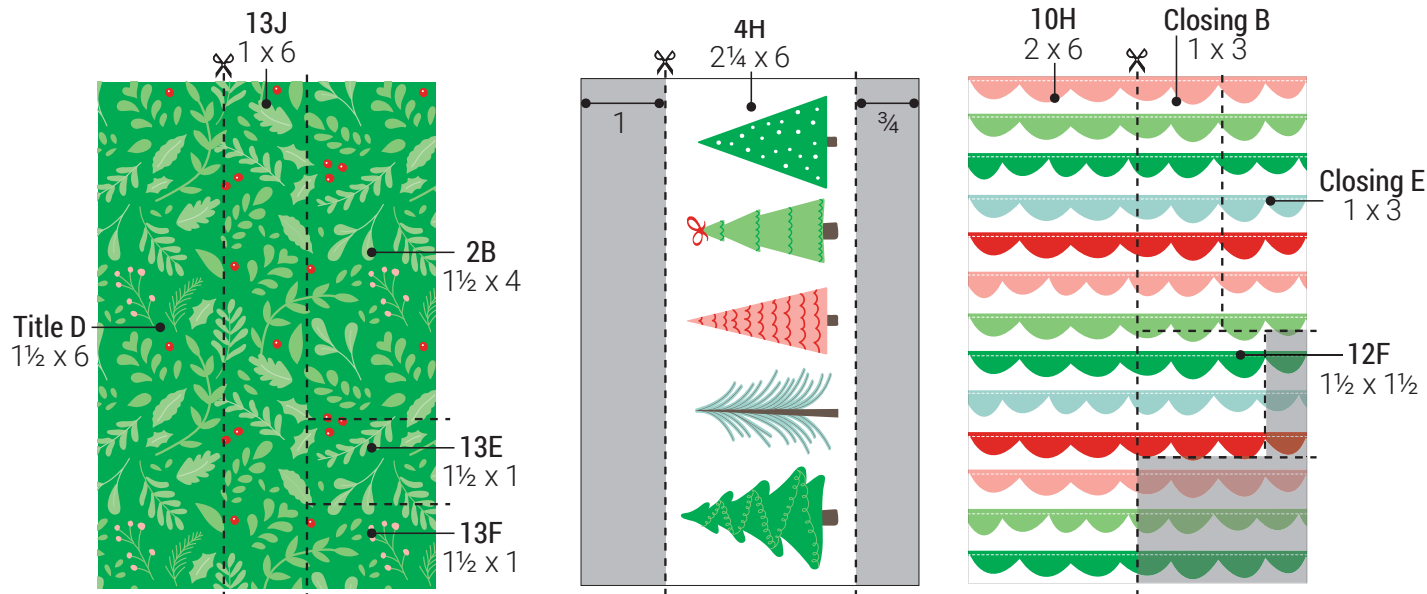 13J
1 x 6
2B
1½ x 4
Title D
1½ x 6
13E
1½ x 1
13F
1½ x 1
4H
2¼ x 6
1
¾
10H
2 x 6
Closing B
1 x 3
Closing E
1 x 3
12F
1½ x 1½